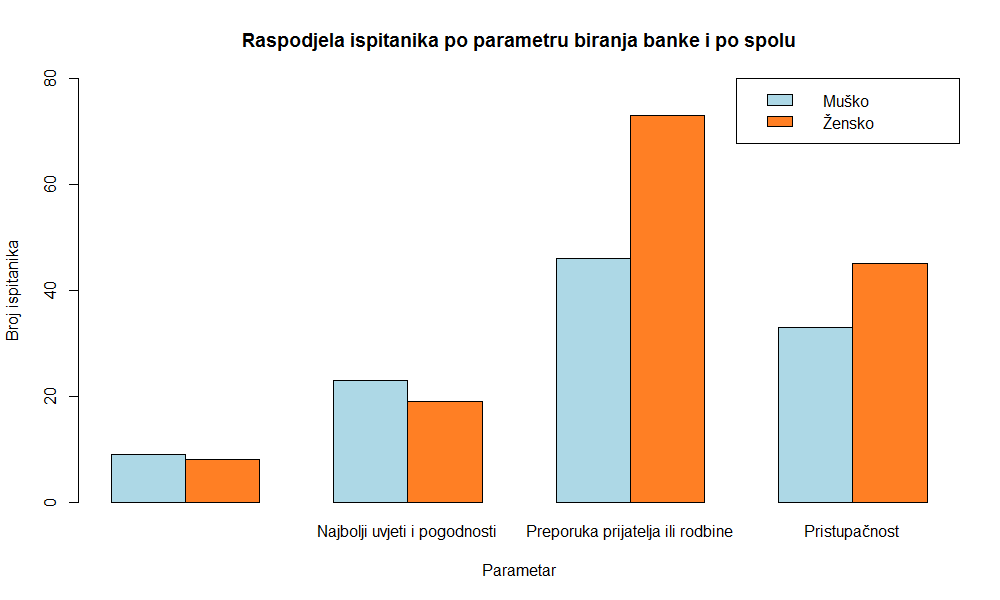 Raspodjela ispitanika po parametru biranja banke i po spolu
Muško
Žensko
80
60
40
20
0
Broj ispitanika
Najbolji uvjeti i pogodnosti Preporuka prijatelja ili rodbine Pristupačnost
Parametar